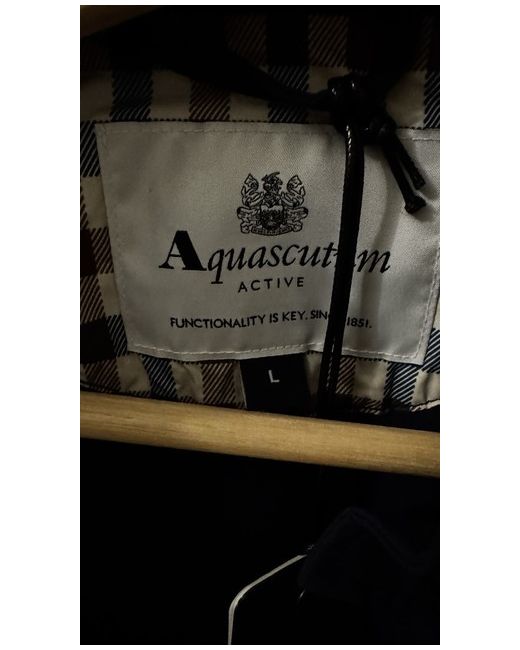 Aquascutum
ACTIVE
FUNCTIONALITY IS KEY. SINCE 1851.
L